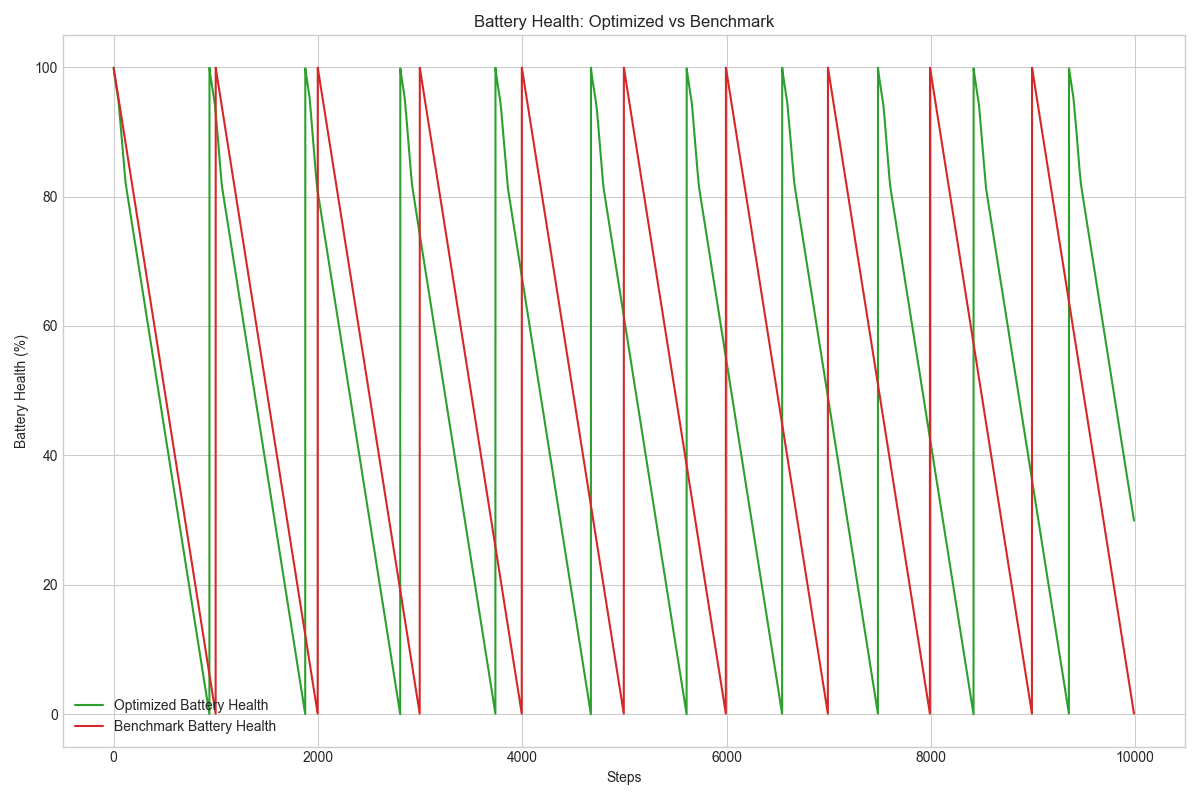 Battery Health: Optimized vs Benchmark
Battery Health (%)
100
80
60
40
20
0
Optimized Battery Health
Benchmark Battery Health
0 2000 4000 6000 8000 10000
Steps